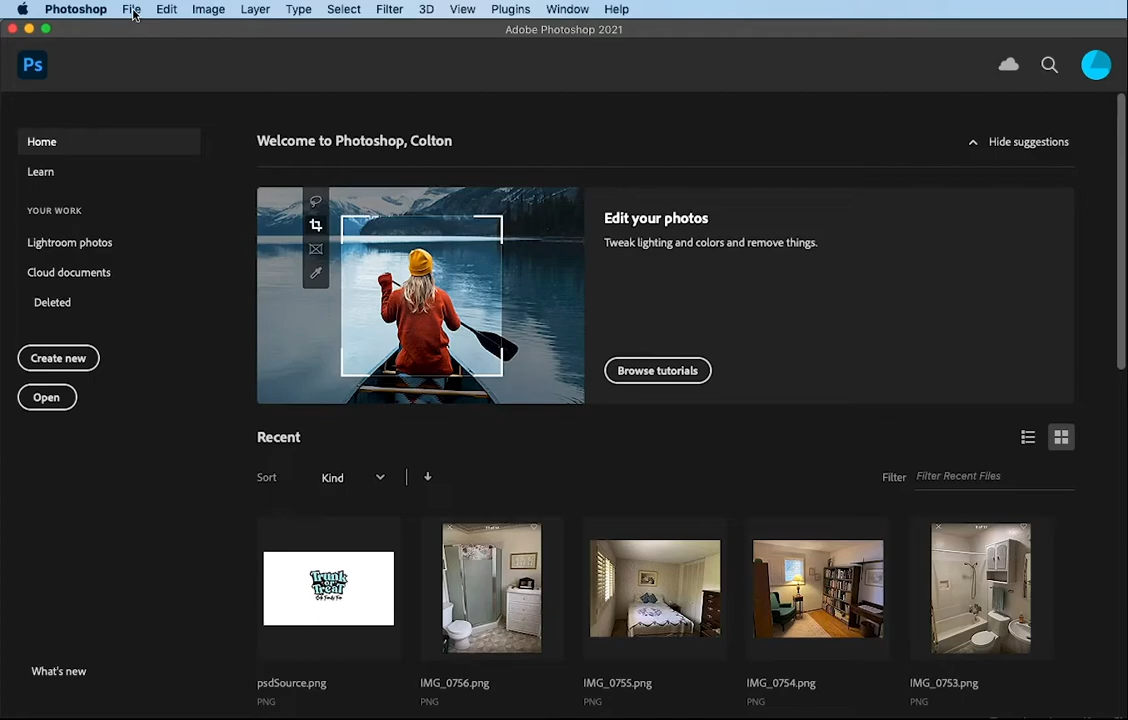 Photoshop File Edit Image Layer Type Select Filter 3D View Plugins Window Help
Adobe Photoshop 2021
Ps
Home
Learn
YOUR WORK
Lightroom photos
Cloud documents
Deleted
Create new
Open
What's new
Welcome to Photoshop, Colton
Hide suggestions
Edit your photos
Tweak lighting and colors and remove things.
Browse tutorials
Recent
Sort Kind
Filter Filter Recent Files
Trunk
or
Treat
psdSource.png
PNG
IMG_0756.png
PNG
IMG_0755.png
PNG
IMG_0754.png
PNG
IMG_0753.png
PNG